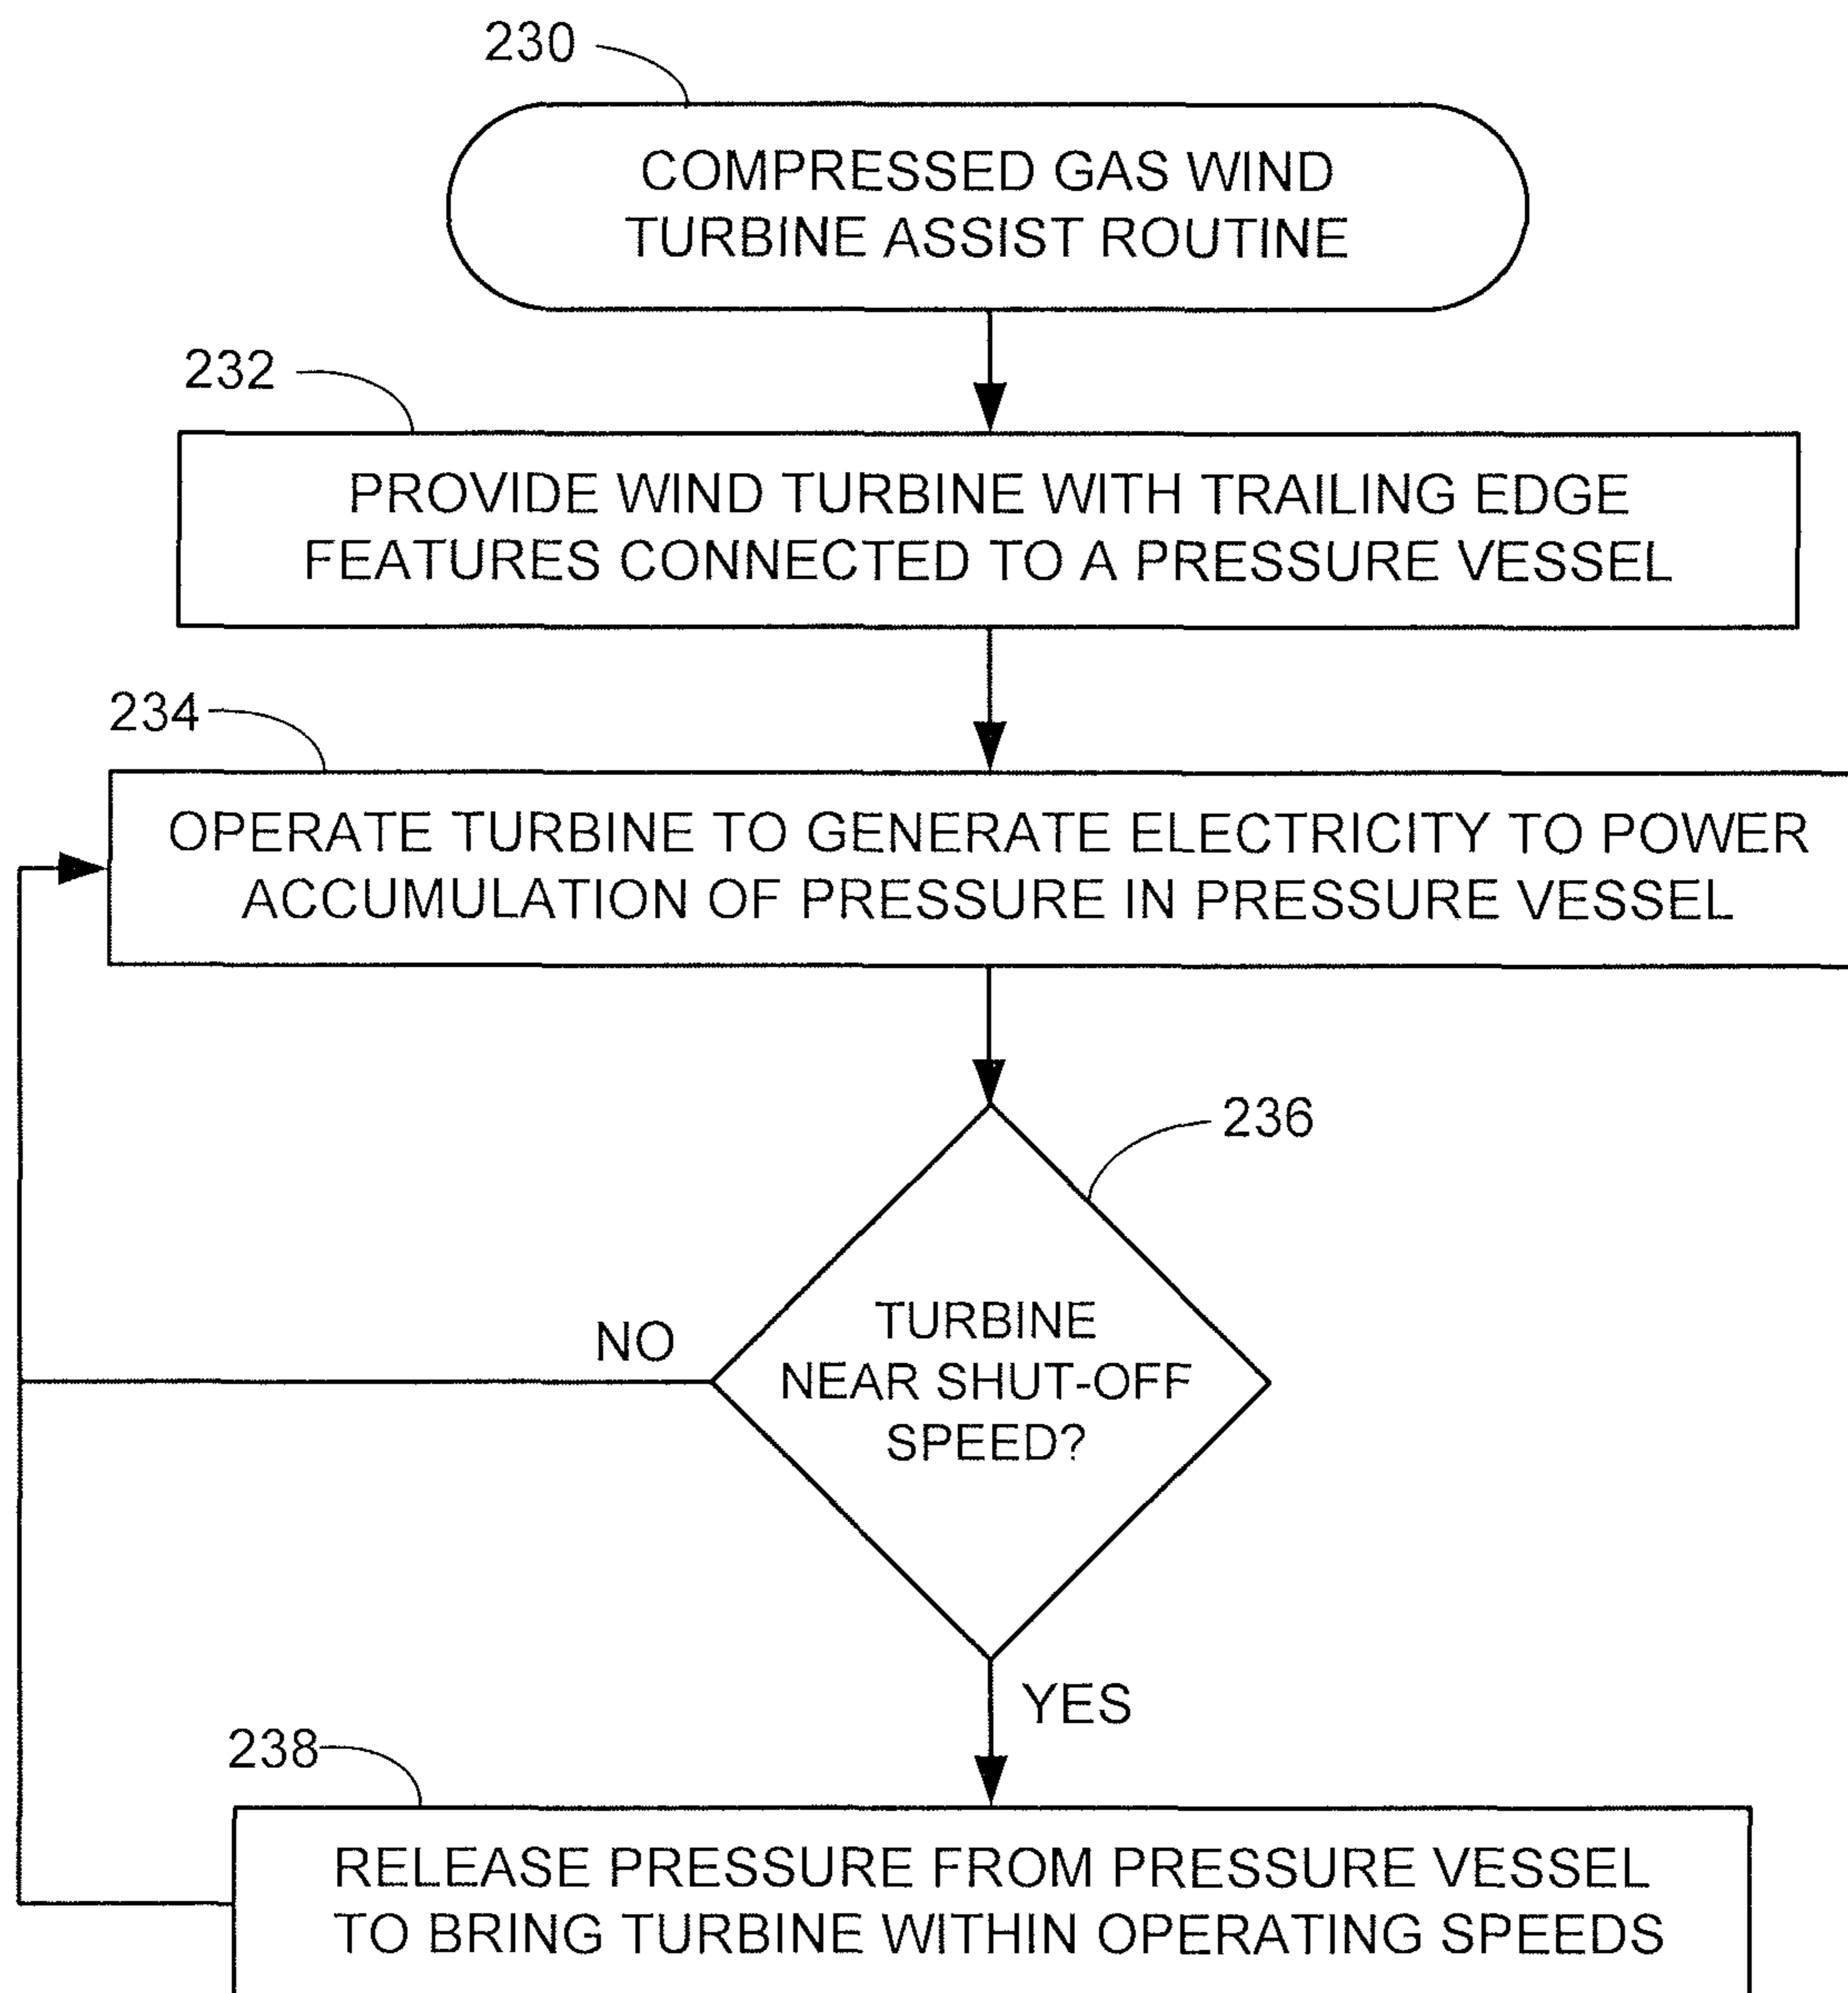 230
COMPRESSED GAS WIND
TURBINE ASSIST ROUTINE
232
PROVIDE WIND TURBINE WITH TRAILING EDGE
FEATURES CONNECTED TO A PRESSURE VESSEL
234
OPERATE TURBINE TO GENERATE ELECTRICITY TO POWER
ACCUMULATION OF PRESSURE IN PRESSURE VESSEL
236
TURBINE
NEAR SHUT-OFF
SPEED?
NO
YES
238
RELEASE PRESSURE FROM PRESSURE VESSEL
TO BRING TURBINE WITHIN OPERATING SPEEDS